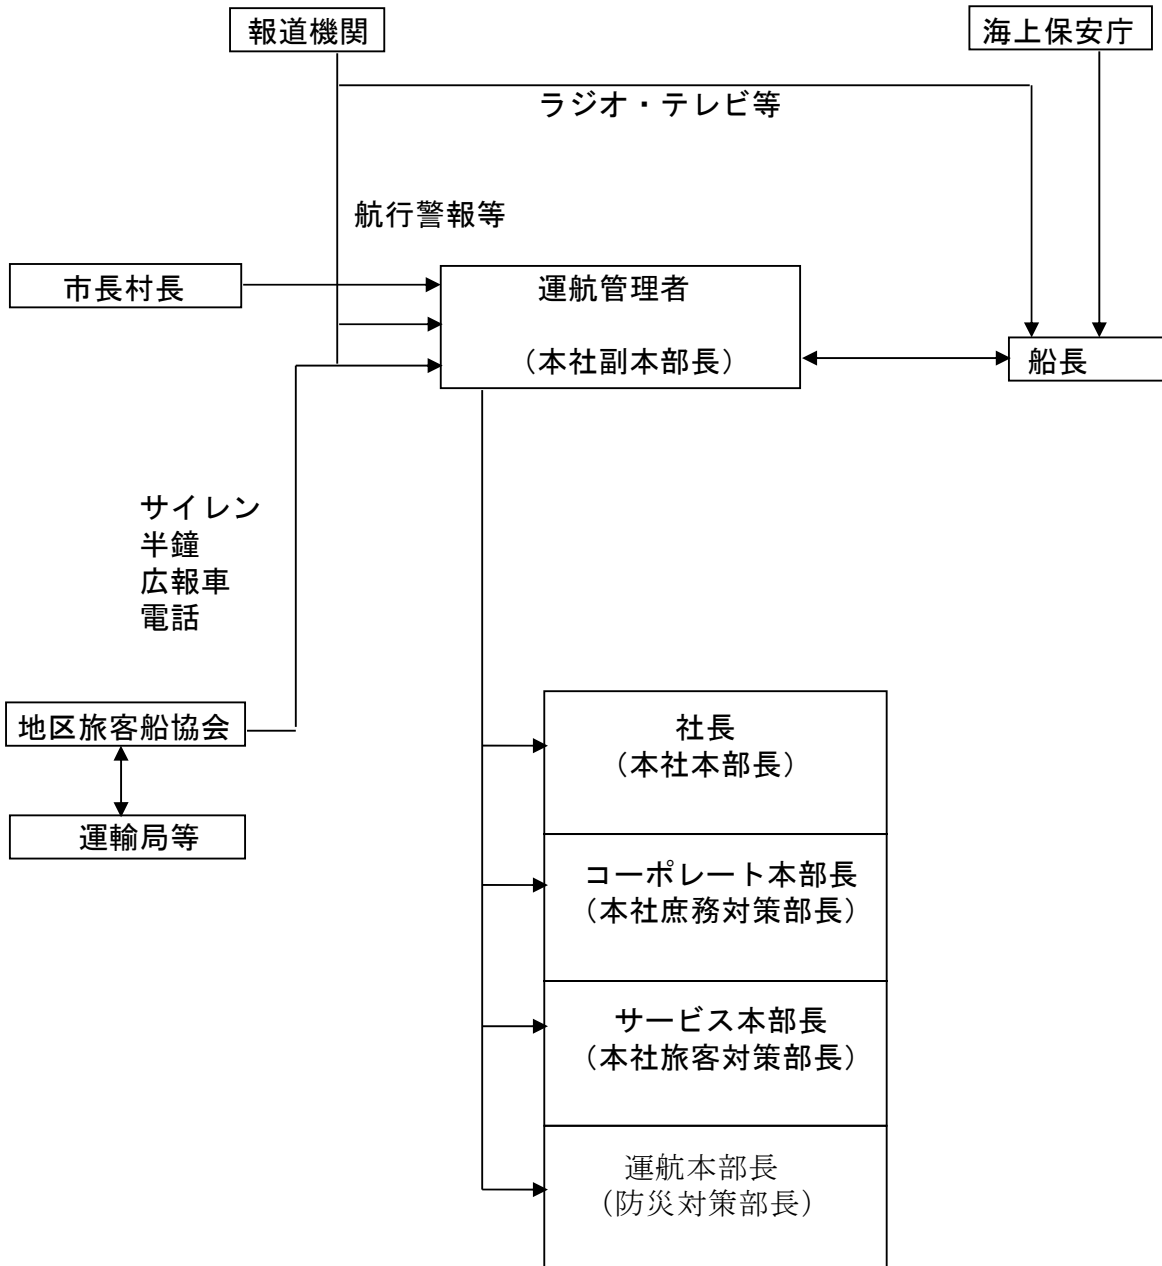 報道機関
海上保安庁
ラジオ・テレビ等
航行警報等
市長村長
運航管理者
（本社副本部長）
船長
サイレン
半鐘
広報車
電話
地区旅客船協会
運輸局等
社長
（本社本部長）
コーポレート本部長
（本社庶務対策部長）
サービス本部長
（本社旅客対策部長）
運航本部長
（防災対策部長）